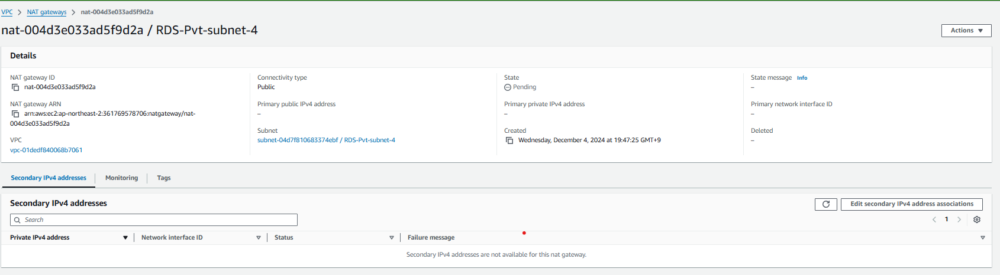 VPC > NAT gateways > nat-004d3e033ad5f9d2a
nat-004d3e033ad5f9d2a / RDS-Pvt-subnet-4
Actions
Details
NAT gateway ID
nat-004d3e033ad5f9d2a
Connectivity type
Public
State
Pending
State message Info
–
NAT gateway ARN
arn:aws:ec2:ap-northeast-2:361769578706:natgateway/nat-
004d3e033ad5f9d2a
Primary public IPv4 address
–
Primary private IPv4 address
–
Primary network interface ID
–
VPC
vpc-01dedf840068b7061
Subnet
subnet-04d7f810683374ebf / RDS-Pvt-subnet-4
Created
Wednesday, December 4, 2024 at 19:47:25 GMT+9
Deleted
–
Secondary IPv4 addresses
Monitoring
Tags
Secondary IPv4 addresses
Edit secondary IPv4 address associations
Search
1
Private IPv4 address
Network interface ID
Status
Failure message
Secondary IPv4 addresses are not available for this nat gateway.